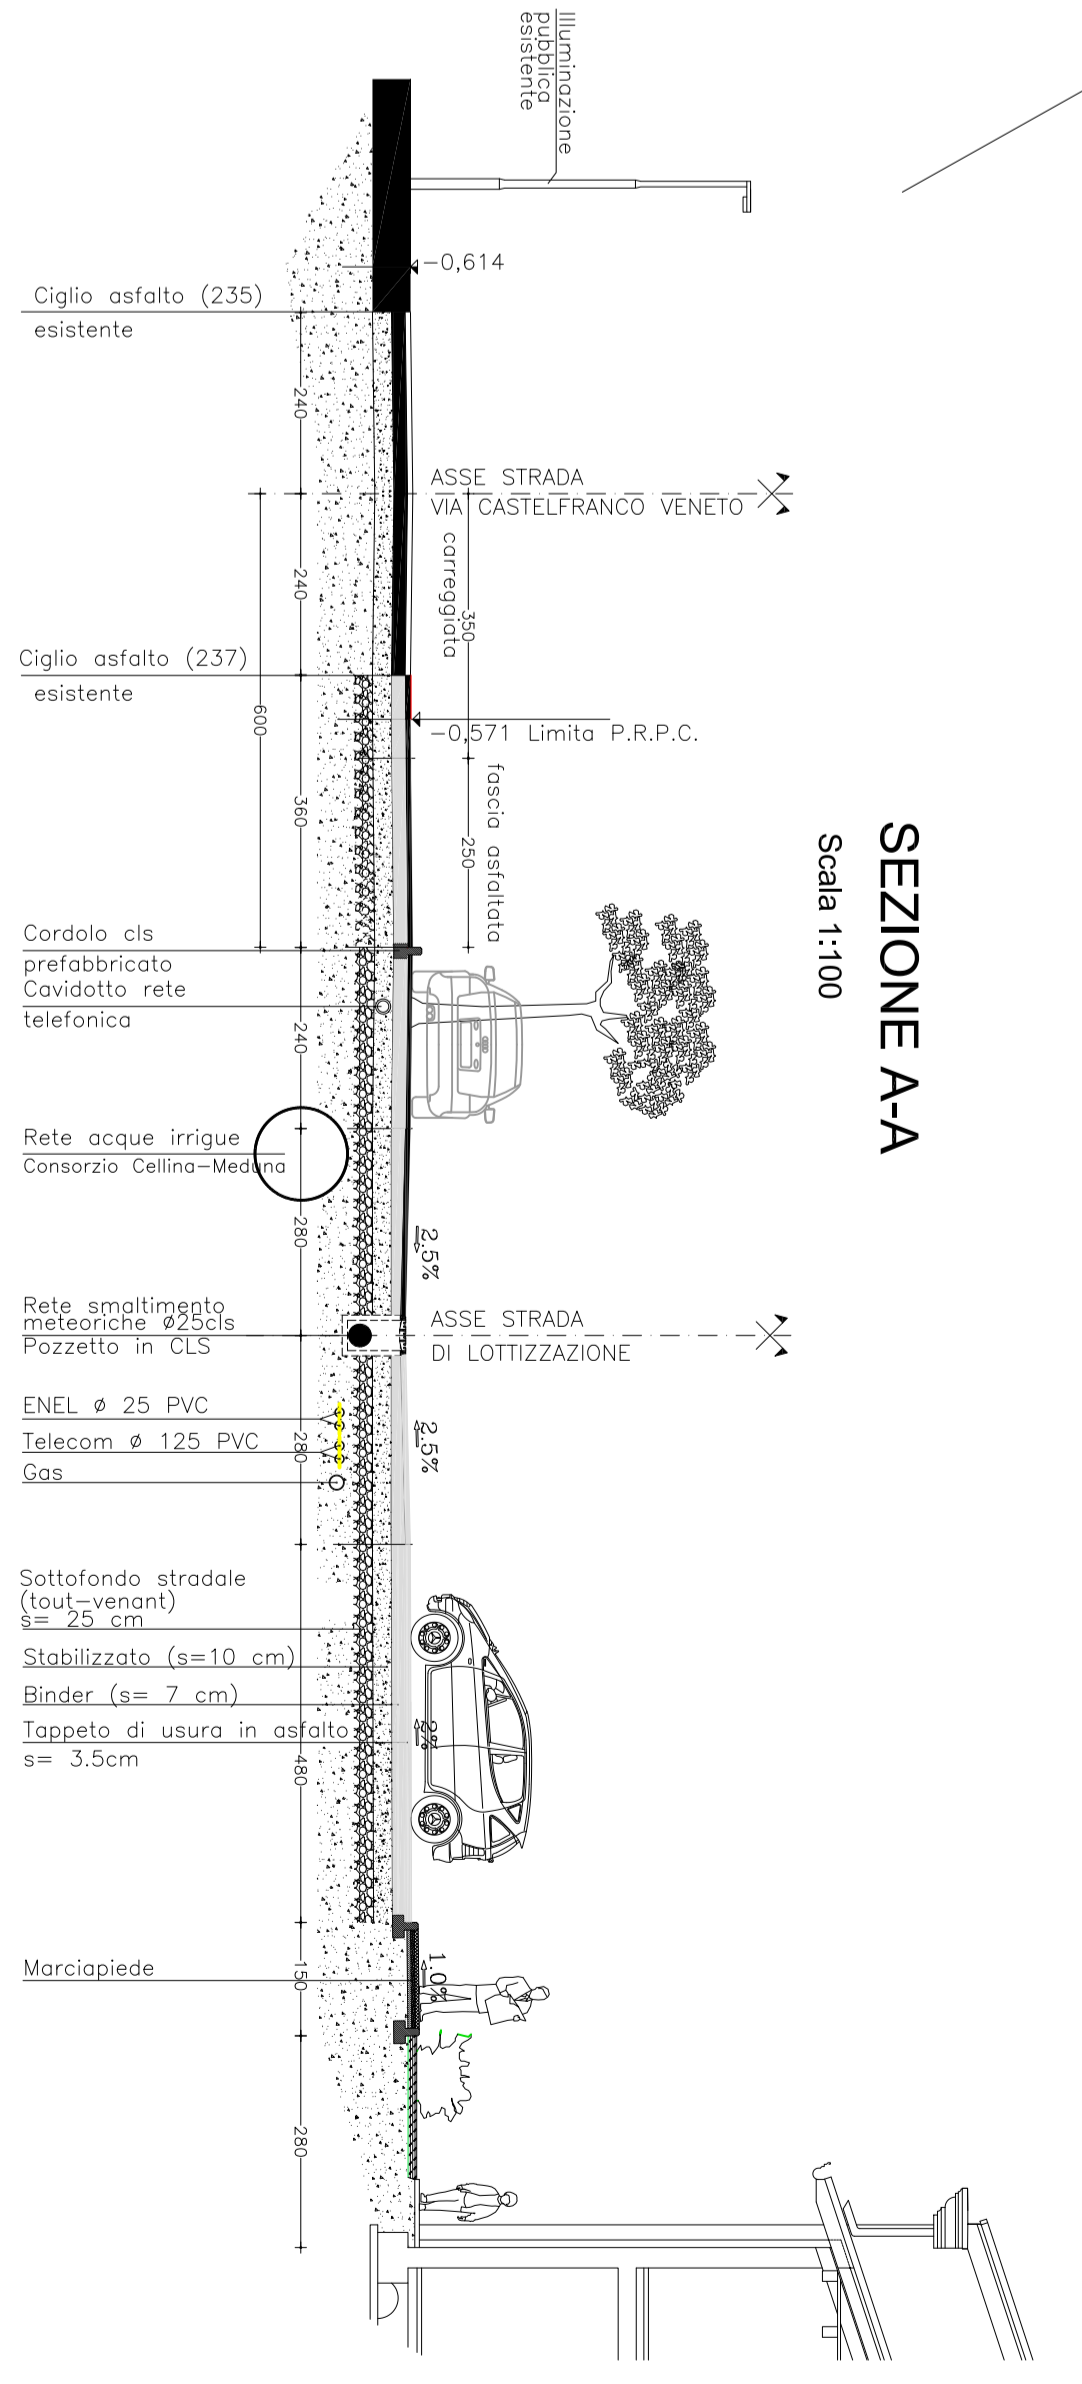 Illuminazione
pubblica
esistente
-0,614
Ciglio asfalto (235)
esistente
240
ASSE STRADA
VIA CASTELFRANCO VENETO
240
carreggiata
350
Ciglio asfalto (237)
esistente
600
-0,571 Limita P.R.P.C.
fascia asfaltata
250
360
SEZIONE A-A
Scala 1:100
Cordolo cls
prefabbricato
Cavidotto rete
telefonica
240
Rete acque irrigue
Consorzio Cellina-Meduna
280
2.5%
Rete smaltimento
meteoriche ø25cls
Pozzetto in CLS
ASSE STRADA
DI LOTTIZZAZIONE
ENEL ø 25 PVC
Telecom ø 125 PVC
Gas
280
2.5%
Sottofondo stradale
(tout-venant)
s= 25 cm
Stabilizzato (s=10 cm)
Binder (s= 7 cm)
Tappeto di usura in asfalto
s= 3.5cm
2%
480
Marciapiede
150
1.0%
280